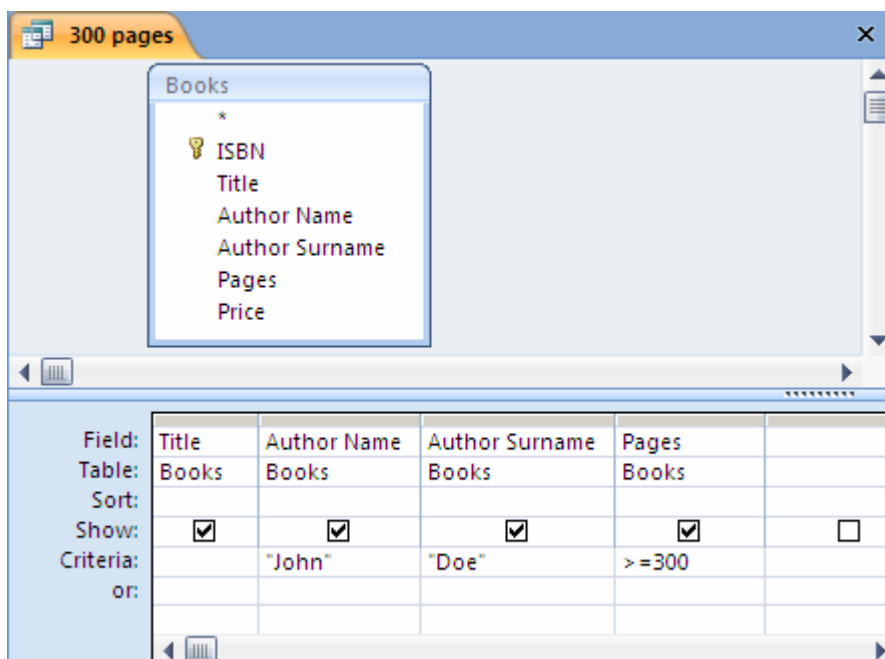 300 pages
Books
*
ISBN
Title
Author Name
Author Surname
Pages
Price
Field: Title Author Name Author Surname Pages
Table: Books Books Books Books
Sort:
Show:
Criteria: "John" "Doe" >=300
or: